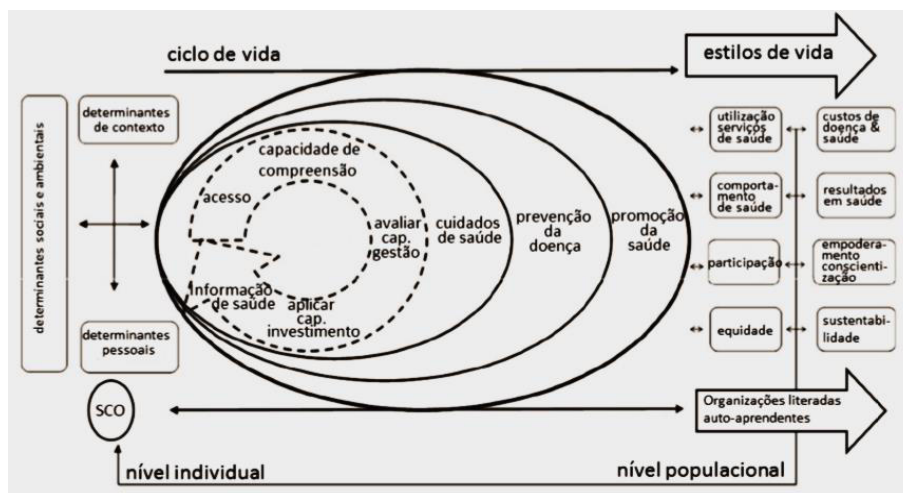 ciclo de vida
estilos de vida
determinantes sociais e ambientais
determinantes
de contexto
determinantes
pessoais
SCO
capacidade de
compreensão
acesso
avaliar
cap.
gestão
Informação
de saúde
aplicar
cap.
investimento
cuidados
de saúde
prevenção
da
doença
promoção
da
saúde
utilização
serviços
de saúde
custos de
doença &
saúde
comporta-
mento
de saúde
resultados
em saúde
participação
empoderamento
conscienti-
zação
equidade
sustentabi-
lidade
Organizações literadas
auto-aprendentes
nível individual
nível populacional